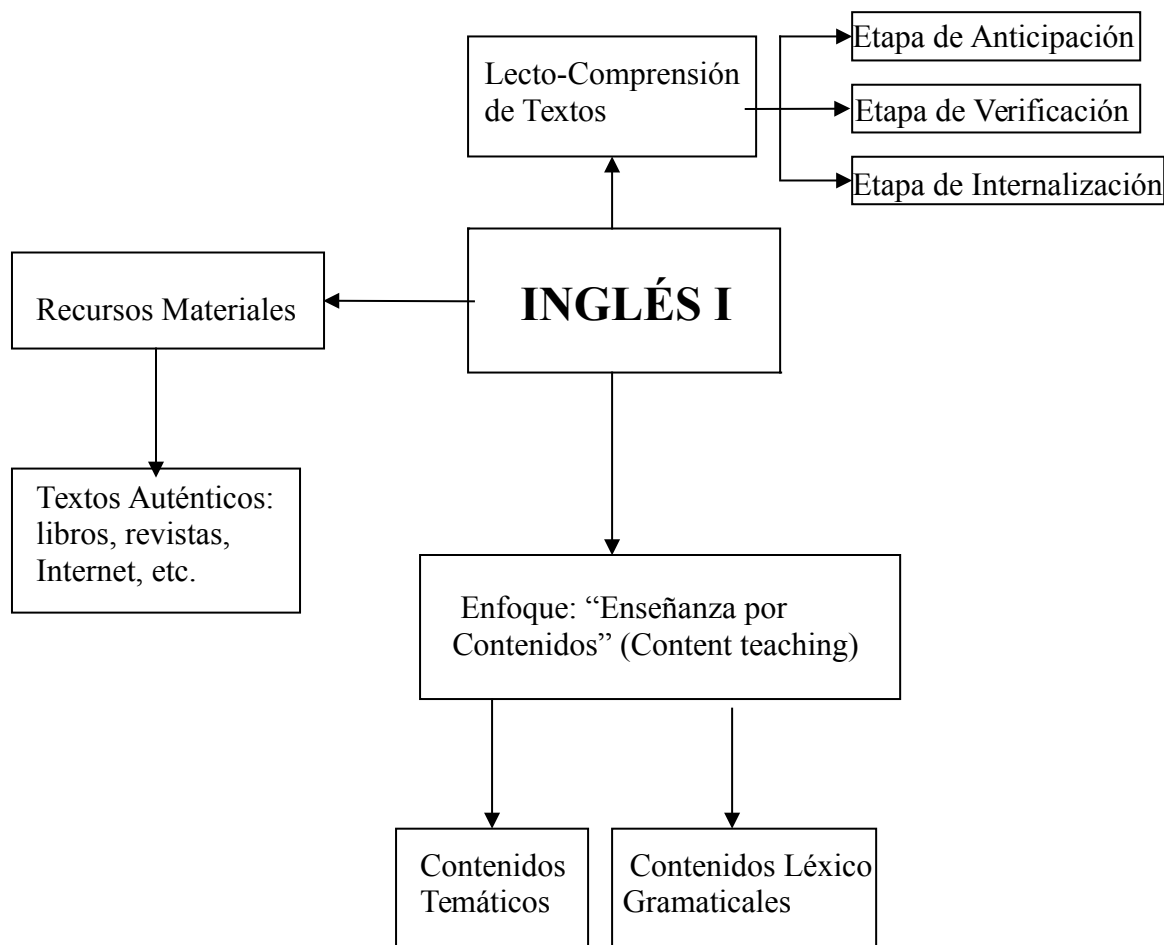 Etapa de Anticipación
Lecto-Comprensión
de Textos
Etapa de Verificación
Etapa de Internalización
INGLÉS I
Recursos Materiales
Textos Auténticos:
libros, revistas,
Internet, etc.
Enfoque: “Enseñanza por
Contenidos” (Content teaching)
Contenidos
Temáticos
Contenidos Léxico
Gramaticales